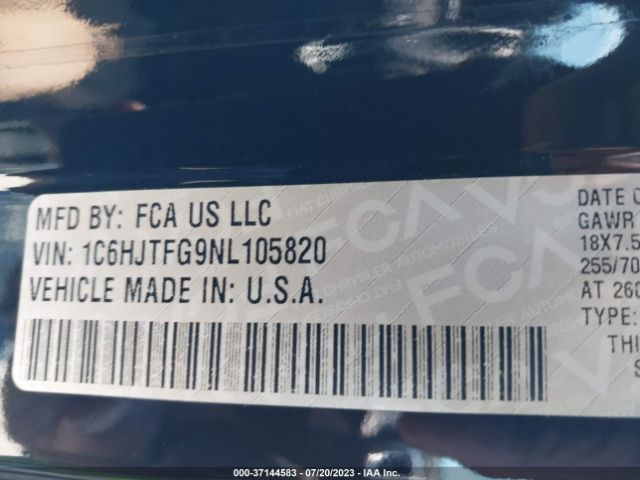 MFD BY: FCA US LLC
VIN: 1C6HJTFG9NL105820
VEHICLE MADE IN: U.S.A.
DATE O
GAWR
18X7.5
255/70
AT 260
TYPE:
THI
S
000-37144583 / 07/20/2023 - IAA Inc.